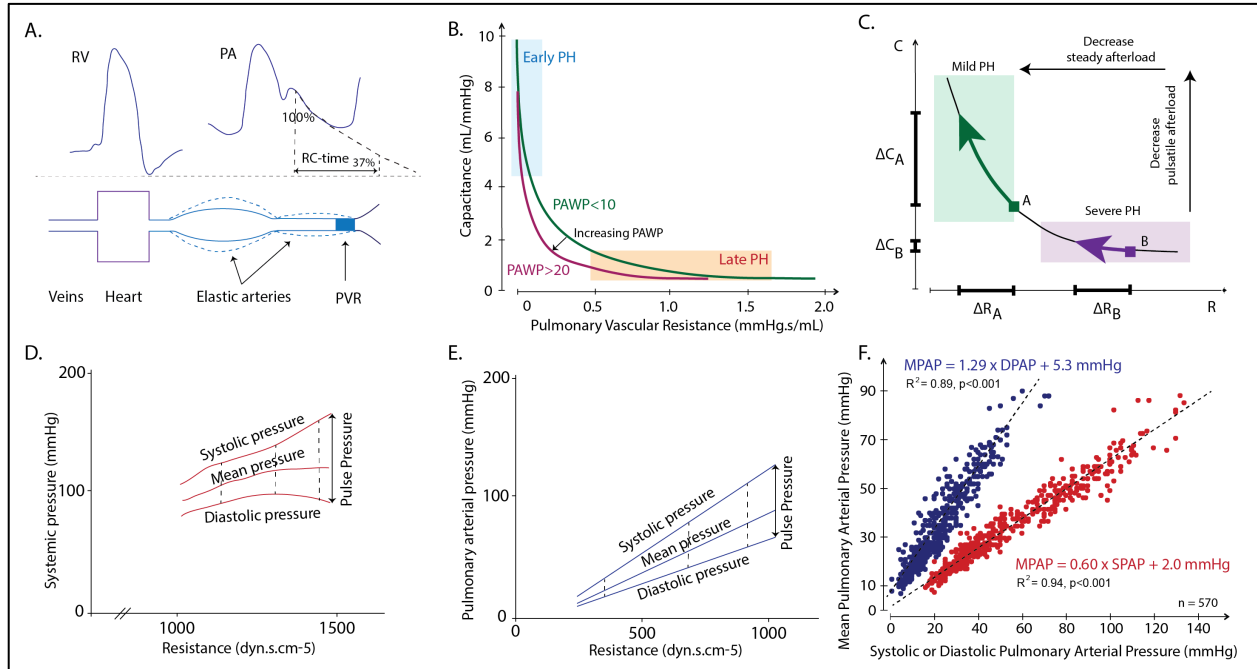 A.
RV
PA
100%
RC-time
37%
Veins
Heart
Elastic arteries
PVR
B.
Capacitance (mL/mmHg)
10
8
6
4
2
0
Early PH
PAWP<10
Increasing PAWP
PAWP>20
Late PH
0
0.5
1.0
1.5
2.0
Pulmonary Vascular Resistance (mmHg.s/mL)
C.
C
Decrease
steady afterload
Mild PH
Decrease
pulsatile afterload
ΔCA
A
Severe PH
ΔCB
B
ΔRA
ΔRB
R
D.
Systemic pressure (mmHg)
200
100
0
Systolic pressure
Mean pressure
Diastolic pressure
Pulse Pressure
1000
1500
Resistance (dyn.s.cm-5)
E.
Pulmonary arterial pressure (mmHg)
200
100
0
Systolic pressure
Mean pressure
Diastolic pressure
Pulse Pressure
0
500
1000
Resistance (dyn.s.cm-5)
F.
Mean Pulmonary Arterial Pressure (mmHg)
MPAP = 1.29 x DPAP + 5.3 mmHg
R2= 0.89, p<0.001
90
70
50
30
10
0
MPAP = 0.60 x SPAP + 2.0 mmHg
R2= 0.94, p<0.001
n = 570
0
20
40
60
80
100
120
140
Systolic or Diastolic Pulmonary Arterial Pressure (mmHg)